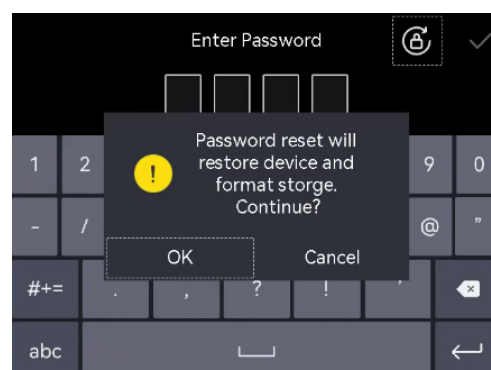 Enter Password
Password reset will
restore device and
format storge.
Continue?
OK
Cancel
1 2 9 0
- / @ "
#+= . , ? ! '
abc